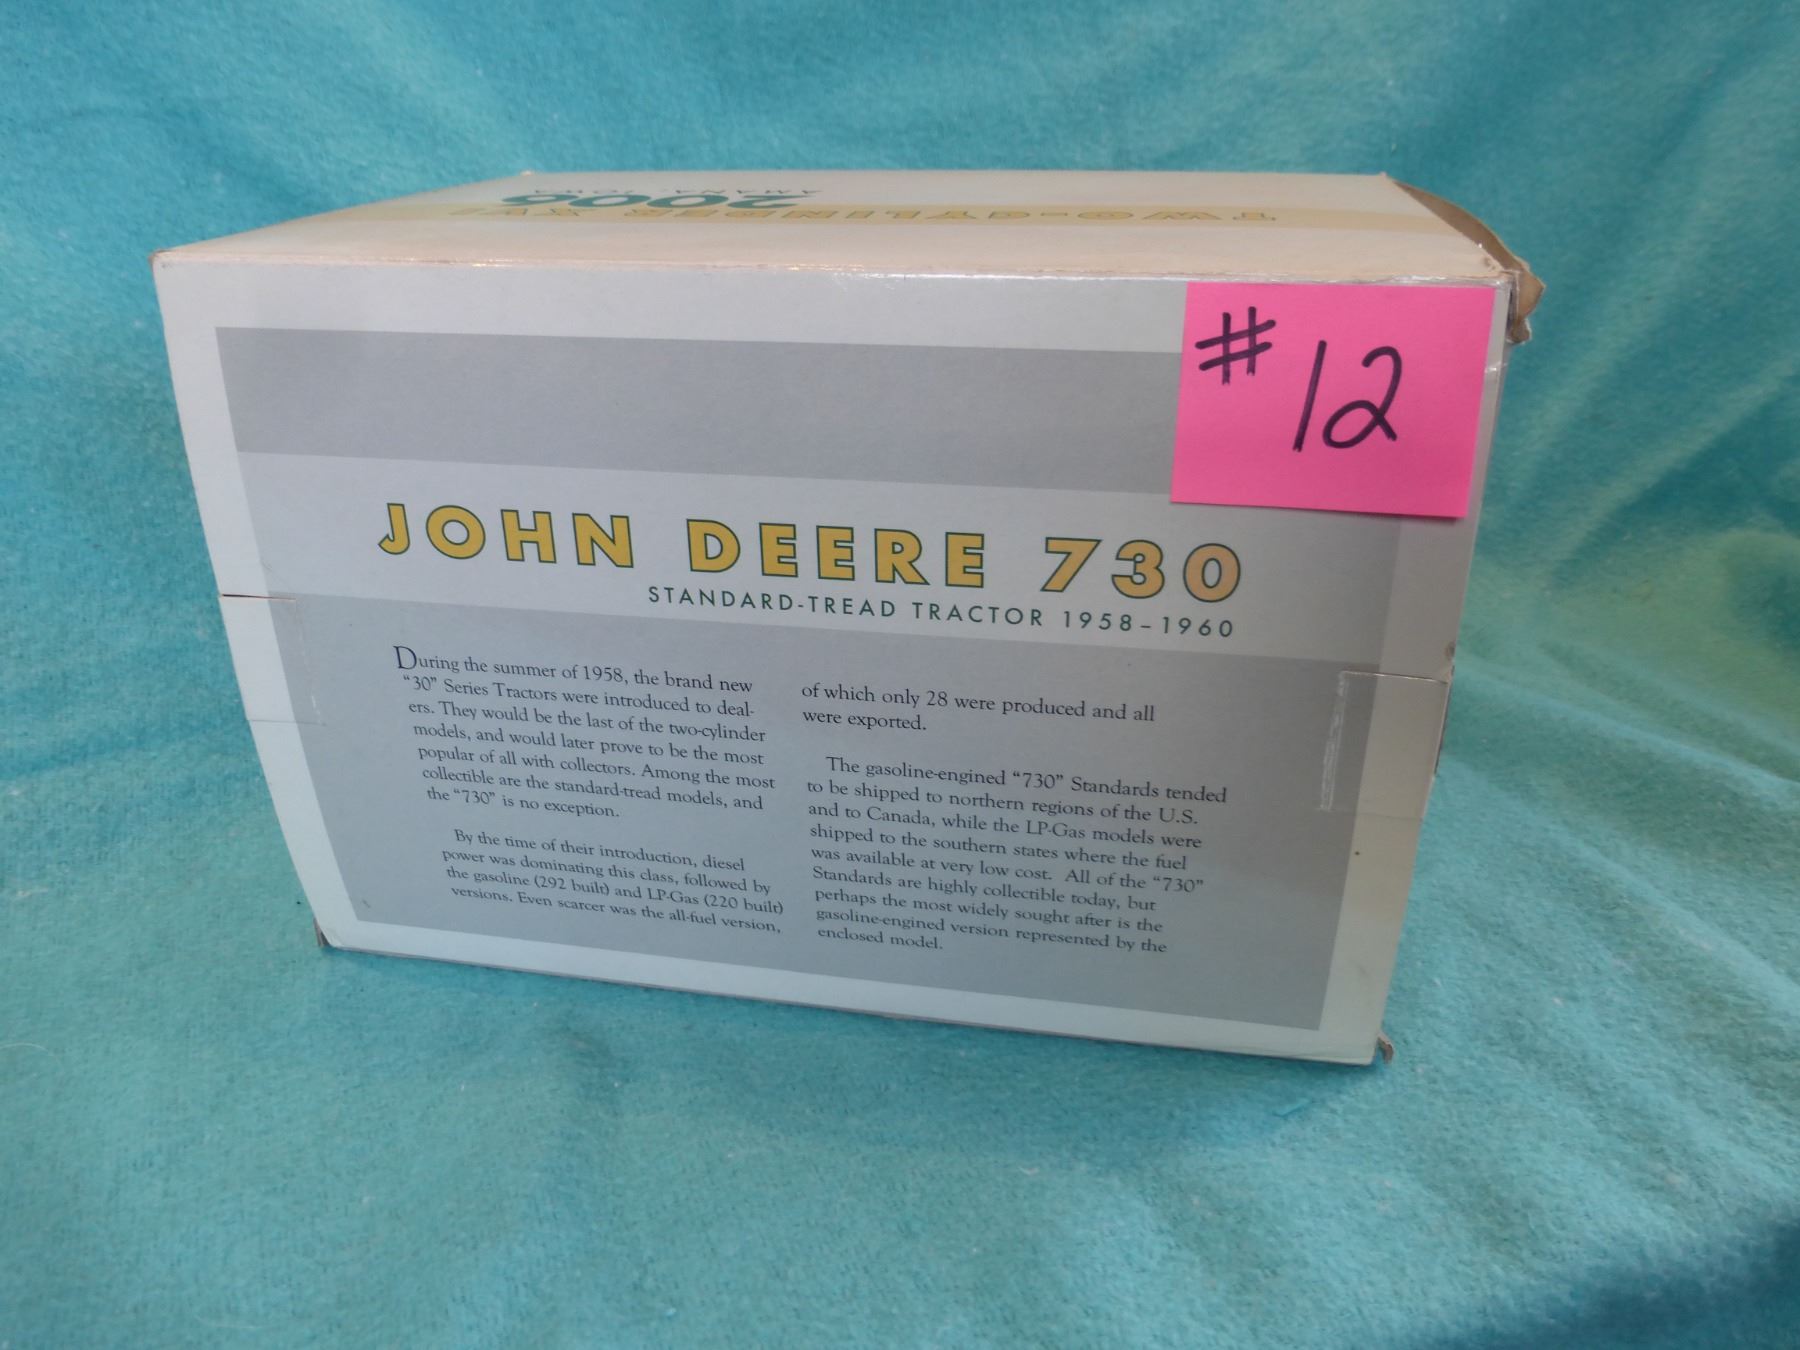 TWO-CYLINDER XVI
2006
AMANA, IOWA
# 12
JOHN DEERE 730
STANDARD-TREAD TRACTOR 1958-1960
During the summer of 1958, the brand new
"30" Series Tractors were introduced to deal-
ers. They would be the last of the two-cylinder
models, and would later prove to be the most
popular of all with collectors. Among the most
collectible are the standard-tread models, and
the "730" is no exception.
By the time of their introduction, diesel
power was dominating this class, followed by
the gasoline (292 built) and LP-Gas (220 built)
versions. Even scarcer was the all-fuel version,
of which only 28 were produced and all
were exported.
The gasoline-engined "730" Standards tended
to be shipped to northern regions of the U.S.
and to Canada, while the LP-Gas models were
shipped to the southern states where the fuel
was available at very low cost. All of the "730"
Standards are highly collectible today, but
perhaps the most widely sought after is the
gasoline-engined version represented by the
enclosed model.